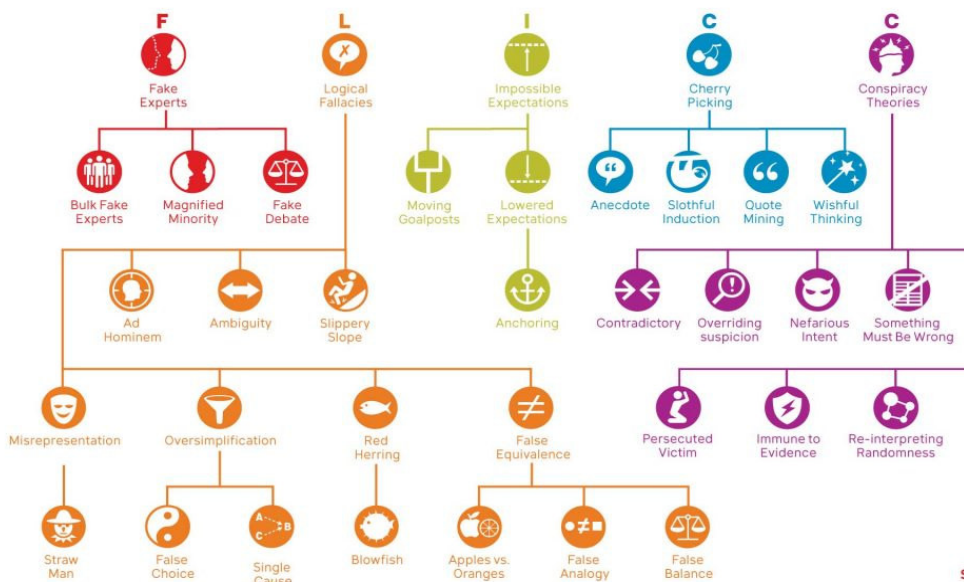 F L I C C
Fake
Experts
Logical
Fallacies
Impossible
Expectations
Cherry
Picking
Conspiracy
Theories
Bulk Fake
Experts
Magnified
Minority
Fake
Debate
Moving
Goalposts
Lowered
Expectations
Anecdote
Slothful
Induction
Quote
Mining
Wishful
Thinking
Ad
Hominem
Ambiguity
Slippery
Slope
Anchoring
Contradictory
Overriding
suspicion
Nefarious
Intent
Something
Must Be Wrong
Misrepresentation
Oversimplification
Red
Herring
False
Equivalence
Persecuted
Victim
Immune to
Evidence
Re-interpreting
Randomness
A
B
C
Straw
Man
False
Choice
Single
Cause
Blowfish
Apples vs.
Oranges
False
Analogy
False
Balance